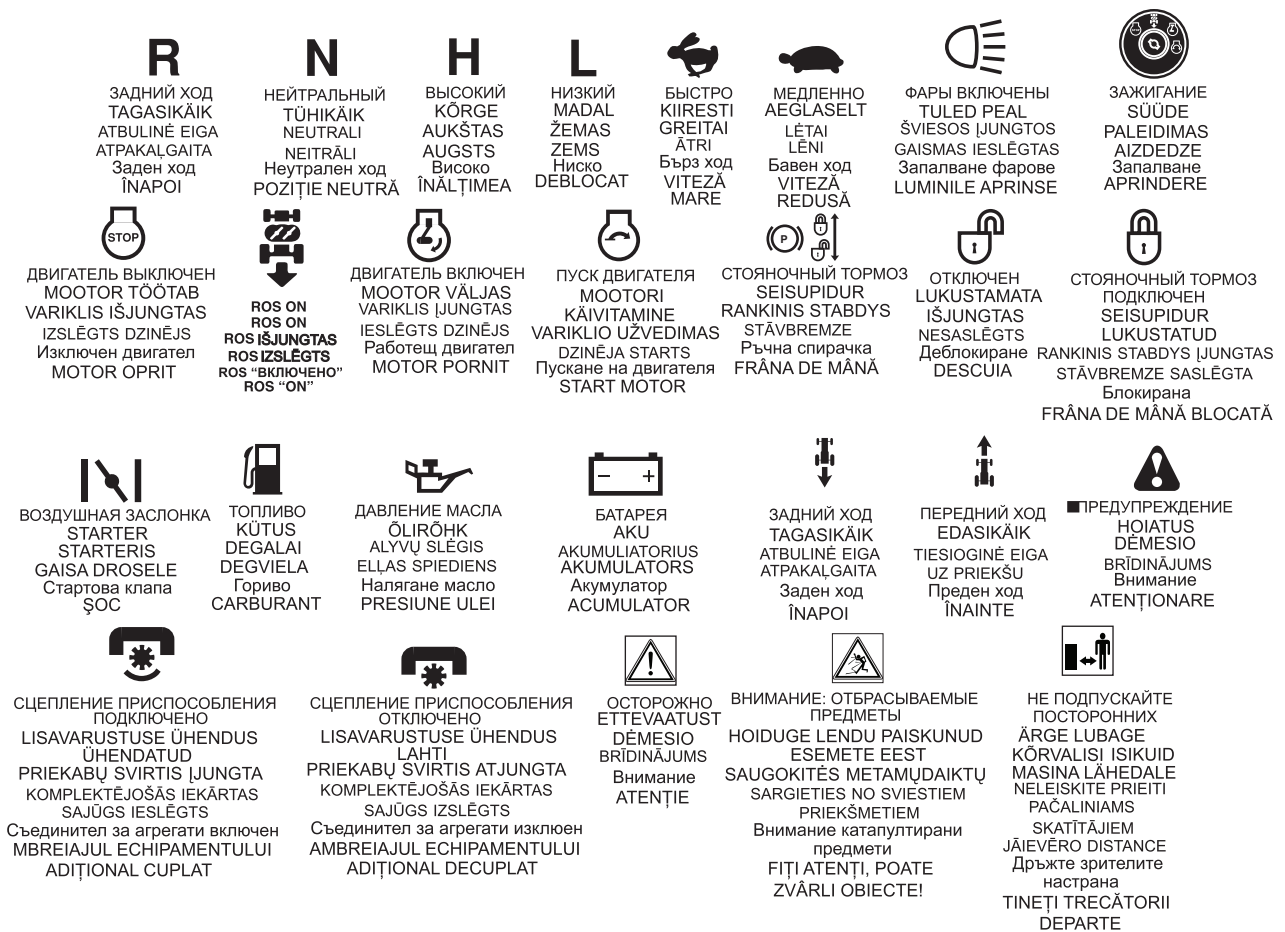 R
ЗАДНИЙ ХОД
TAGASIKÄIK
ATBULINĖ EIGA
ATPAKAĻGAITA
Заден ход
ÎNAPOI
N
НЕЙТРАЛЬНЫЙ
TÜHIKÄIK
NEUTRALI
NEITRĀLI
Неутрален ход
POZIȚIE NEUTRĂ
H
ВЫСОКИЙ
KÕRGE
AUKŠTAS
AUGSTS
Високо
ÎNĂLȚIMEA
L
НИЗКИЙ
MADAL
ŽEMAS
ZEMS
Ниско
DEBLOCAT
БЫСТРО
KIIRESTI
GREITAI
ĀTRI
Бърз ход
VITEZĂ
MARE
МЕДЛЕННО
AEGLASELT
LĖTAI
LĒNI
Бавен ход
VITEZĂ
REDUSĂ
ФАРЫ ВКЛЮЧЕНЫ
TULED PEAL
ŠVIESOS ĮJUNGTOS
GAISMAS IESLĒGTAS
Запалване фарове
LUMINILE APRINSE
ЗАЖИГАНИЕ
SÜÜDE
PALEIDIMAS
AIZDEDZE
Запалване
APRINDERE
STOP
ДВИГАТЕЛЬ ВЫКЛЮЧЕН
MOOTOR TÖÖTAB
VARIKLIS IŠJUNGTAS
IZSLĒGTS DZINĒJS
Изключен двигател
MOTOR OPRIT
ROS ON
ROS ON
ROS IŠJUNGTAS
ROS IZSLĒGTS
ROS “ВКЛЮЧЕНО”
ROS “ON”
ДВИГАТЕЛЬ ВКЛЮЧЕН
MOOTOR VÄLJAS
VARIKLIS ĮJUNGTAS
IESLĒGTS DZINĒJS
Работещ двигател
MOTOR PORNIT
ПУСК ДВИГАТЕЛЯ
MOOTORI
KÄIVITAMINE
VARIKLIO UŽVEDIMAS
DZINĒJA STARTS
Пускане на двигателя
START MOTOR
P
СТОЯНОЧНЫЙ ТОРМОЗ
SEISUPIDUR
RANKINIS STABDYS
STĀVBREMZE
Ръчна спирачка
FRÂNA DE MÂNĂ
ОТКЛЮЧЕН
LUKUSTAMATA
IŠJUNGTAS
NESASLĒGTS
Деблокиране
DESCUIA
СТОЯНОЧНЫЙ ТОРМОЗ
ПОДКЛЮЧЕН
SEISUPIDUR
LUKUSTATUD
RANKINIS STABDYS ĮJUNGTAS
STĀVBREMZE SASLĒGTA
Блокирана
FRÂNA DE MÂNĂ BLOCATĂ
ВОЗДУШНАЯ ЗАСЛОНКА
STARTER
STARTERIS
GAISA DROSELE
Стартова клапа
ŞOC
ТОПЛИВО
KÜTUS
DEGALAI
DEGVIELA
Гориво
CARBURANT
ДАВЛЕНИЕ МАСЛА
ÕLIRÕHK
ALYVŲ SLĖGIS
EĻĻAS SPIEDIENS
Налягане масло
PRESIUNE ULEI
БАТАРЕЯ
AKU
AKUMULIATORIUS
AKUMULATORS
Акумулатор
ACUMULATOR
ЗАДНИЙ ХОД
TAGASIKÄIK
ATBULINĖ EIGA
ATPAKAĻGAITA
Заден ход
ÎNAPOI
ПЕРЕДНИЙ ХОД
EDASIKÄIK
TIESIOGINĖ EIGA
UZ PRIEKŠU
Преден ход
ÎNAINTE
ПРЕДУПРЕЖДЕНИЕ
HOIATUS
DĖMESIO
BRĪDINĀJUMS
Внимание
ATENȚIONARE
СЦЕПЛЕНИЕ ПРИСПОСОБЛЕНИЯ
ПОДКЛЮЧЕНО
LISAVARUSTUSE ÜHENDUS
ÜHENDATUD
PRIEKABŲ SVIRTIS ĮJUNGTA
KOMPLEKTĒJOŠĀS IEKĀRTAS
SAJŪGS IESLĒGTS
Съединител за агрегати включен
MBREIAJUL ECHIPAMENTULUI
ADIȚIONAL CUPLAT
СЦЕПЛЕНИЕ ПРИСПОСОБЛЕНИЯ
ОТКЛЮЧЕНО
LISAVARUSTUSE ÜHENDUS
LAHTI
PRIEKABŲ SVIRTIS ATJUNGTA
KOMPLEKTĒJOŠĀS IEKĀRTAS
SAJŪGS IZSLĒGTS
Съединител за агрегати изклюен
AMBREIAJUL ECHIPAMENTULUI
ADIȚIONAL DECUPLAT
ОСТОРОЖНО
ETTEVAATUST
DĖMESIO
BRĪDINĀJUMS
Внимание
ATENȚIE
ВНИМАНИЕ: ОТБРАСЫВАЕМЫЕ
ПРЕДМЕТЫ
HOIDUGE LENDU PAISKUNUD
ESEMETE EEST
SAUGOKITĖS METAMŲDAIKTŲ
SARGIETIES NO SVIESTIEM
PRIEKŠMETIEM
Внимание катапултирани
предмети
FIȚI ATENȚI, POATE
ZVÂRLI OBIECTE!
НЕ ПОДПУСКАЙТЕ
ПОСТОРОННИХ
ÄRGE LUBAGE
KÕRVALISI ISIKUID
MASINA LÄHEDALE
NELEISKITE PRIEITI
PAČALINIAMS
SKATĪTĀJIEM
JĀIEVĒRO DISTANCE
Дръжте зрителите
настрана
TINEȚI TRECĂTORII
DEPARTE